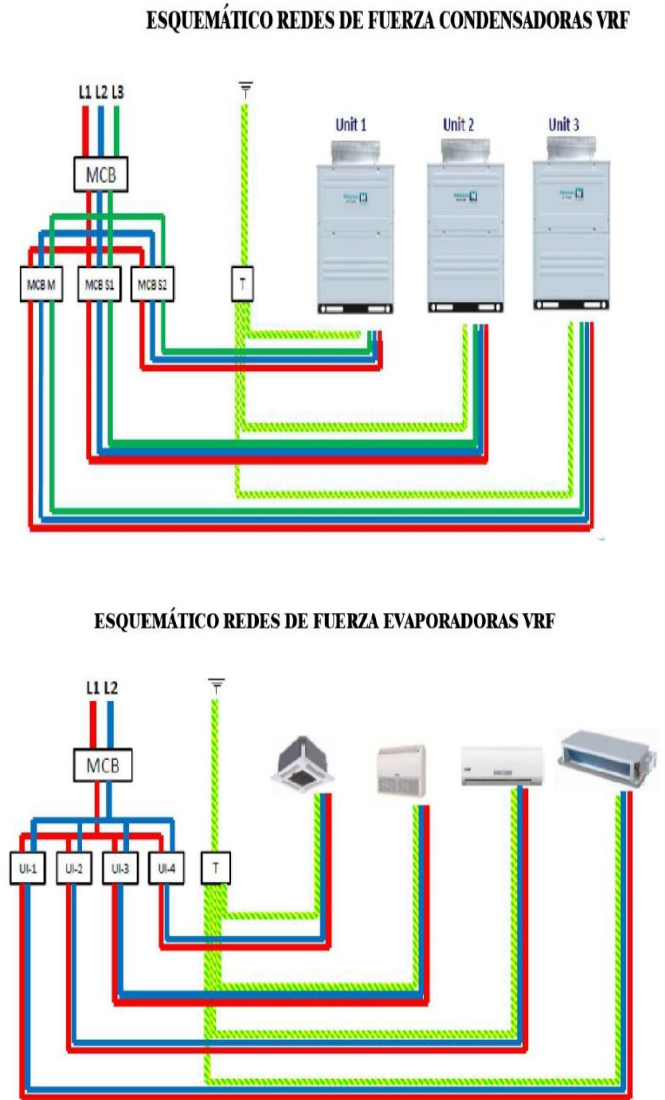 ESQUEMÁTICO REDES DE FUERZA CONDENSADORAS VRF
L1 L2 L3
Unit 1
Unit 2
Unit 3
MCB
MCB M
MCB S1
MCB S2
T
ESQUEMÁTICO REDES DE FUERZA EVAPORADORAS VRF
L1 L2
MCB
UI-1
UI-2
UI-3
UI-4
T